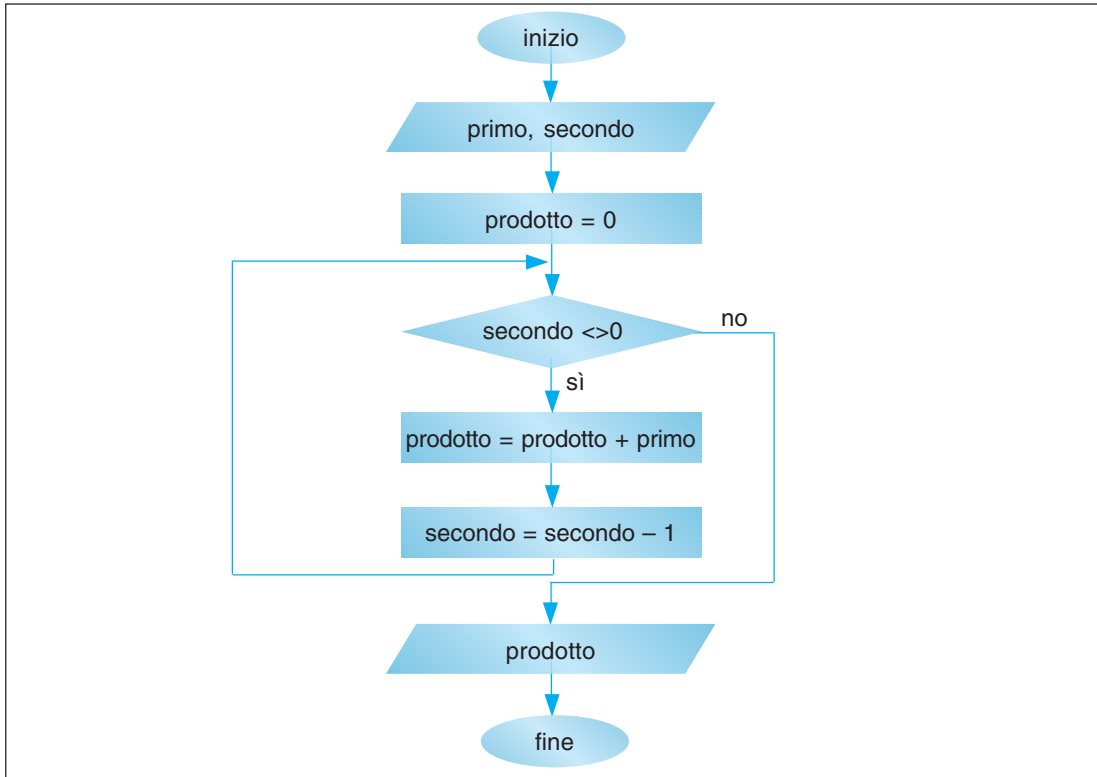 inizio
primo, secondo
prodotto = 0
secondo <>0
no
sì
prodotto = prodotto + primo
secondo = secondo – 1
prodotto
fine